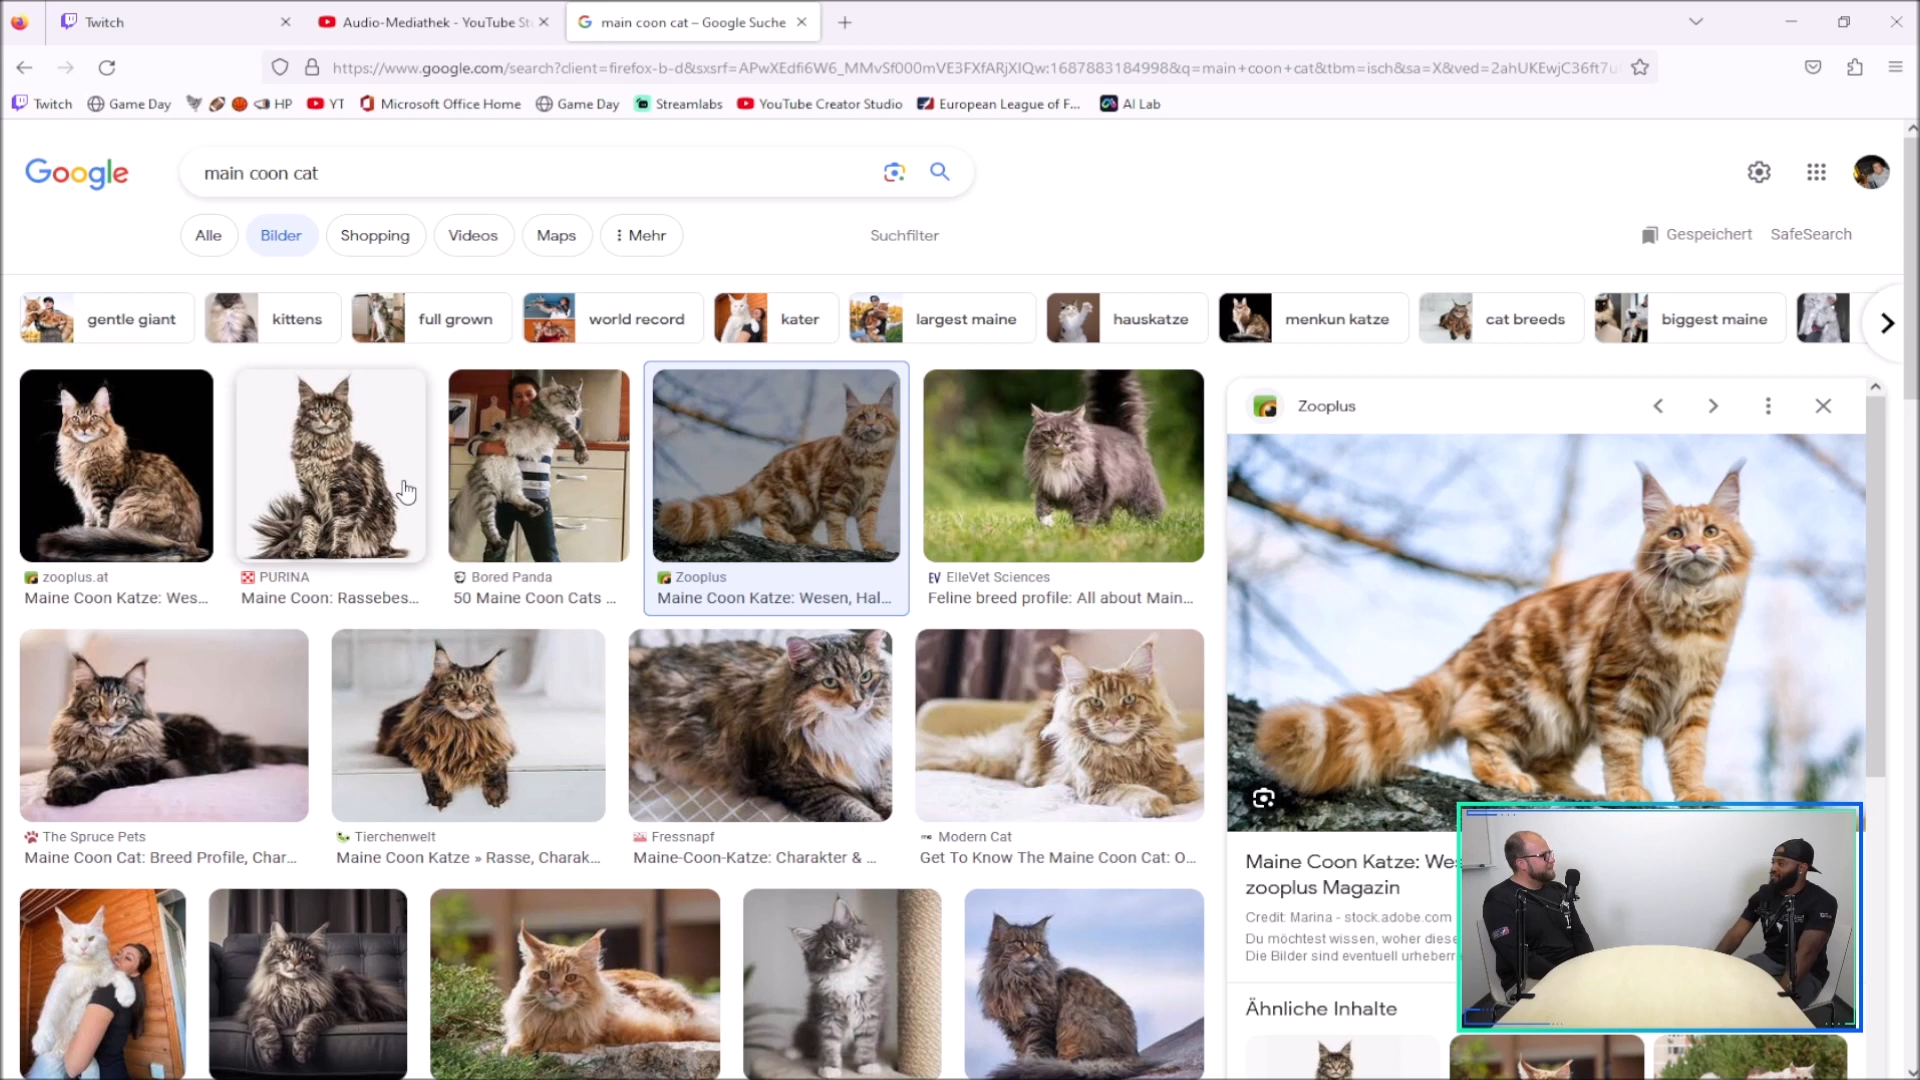 Twitch
Audio-Mediathek - YouTube St
main coon cat – Google Suche
https://www.google.com/search?client=firefox-b-d&sxsrf=APwXEdfi6W6_MMvSf000mVE3FXfARjXIQw:1687883184998&q=main+coon+cat&tbm=isch&sa=X&ved=2ahUKEwjC36ft7u
Twitch
Game Day
HP
YT
Microsoft Office Home
Game Day
Streamlabs
YouTube Creator Studio
European League of F...
AI Lab
Google
main coon cat
Alle
Bilder
Shopping
Videos
Maps
Mehr
Suchfilter
Gespeichert
SafeSearch
gentle giant
kittens
full grown
world record
kater
largest maine
hauskatze
menkun katze
cat breeds
biggest maine
zooplus.at
Maine Coon Katze: Wes...
PURINA
Maine Coon: Rassebes...
Bored Panda
50 Maine Coon Cats ...
Zooplus
Maine Coon Katze: Wesen, Hal...
EV ElleVet Sciences
Feline breed profile: All about Main...
Zooplus
The Spruce Pets
Maine Coon Cat: Breed Profile, Char...
Tierchenwelt
Maine Coon Katze » Rasse, Charak...
Fressnapf
Maine-Coon-Katze: Charakter & ...
Modern Cat
Get To Know The Maine Coon Cat: O...
Maine Coon Katze: We
zooplus Magazin
Credit: Marina - stock.adobe.com
Du möchtest wissen, woher diese
Die Bilder sind eventuell urheberr
Ähnliche Inhalte